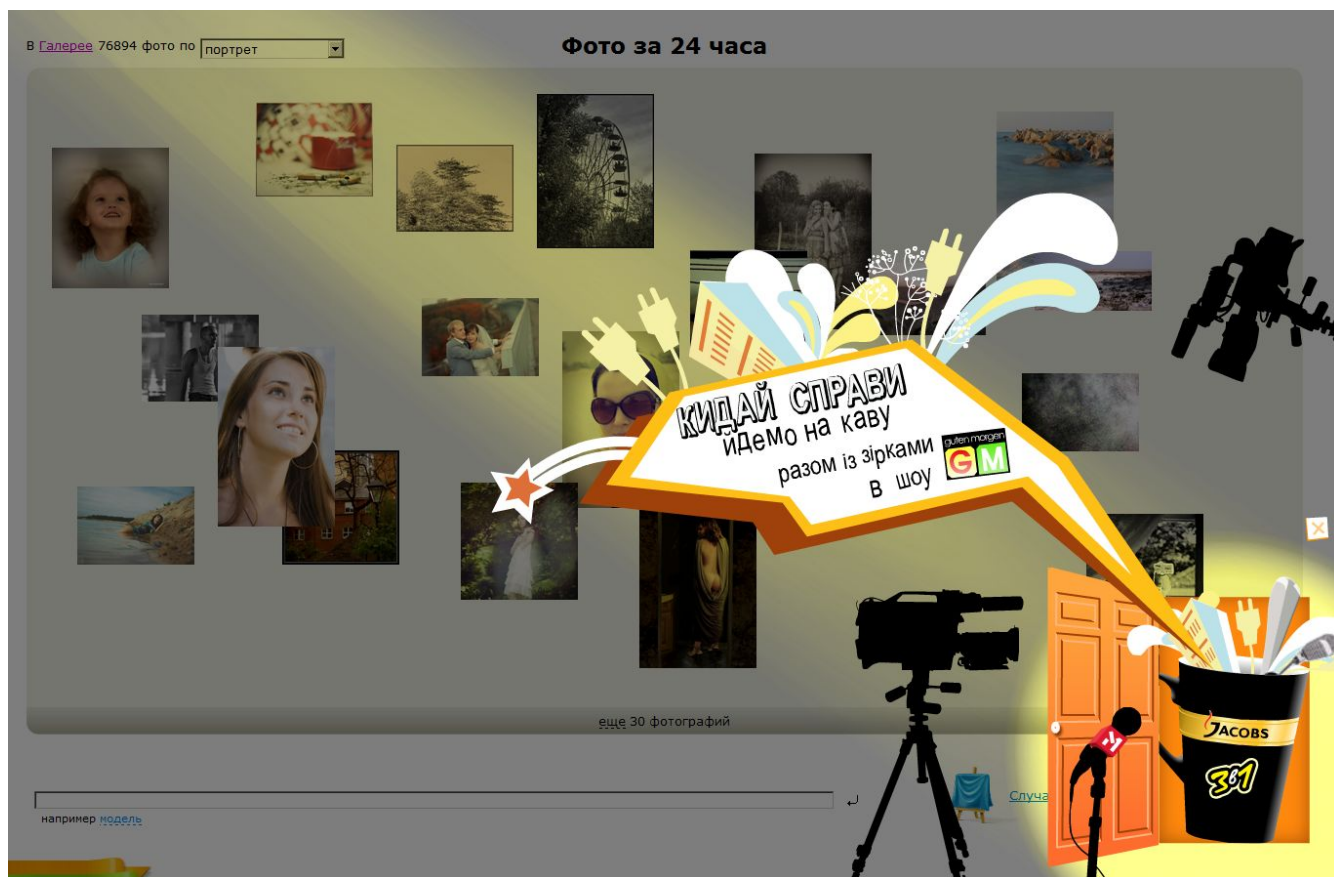 В Галерее 76894 фото по портрет
Фото за 24 часа
КИДАЙ СПРАВИ
йдемо на каву
разом із зірками
в шоу
guten morgen
GM
JACOBS
3в1
еще 30 фотографий
Случа
например модель